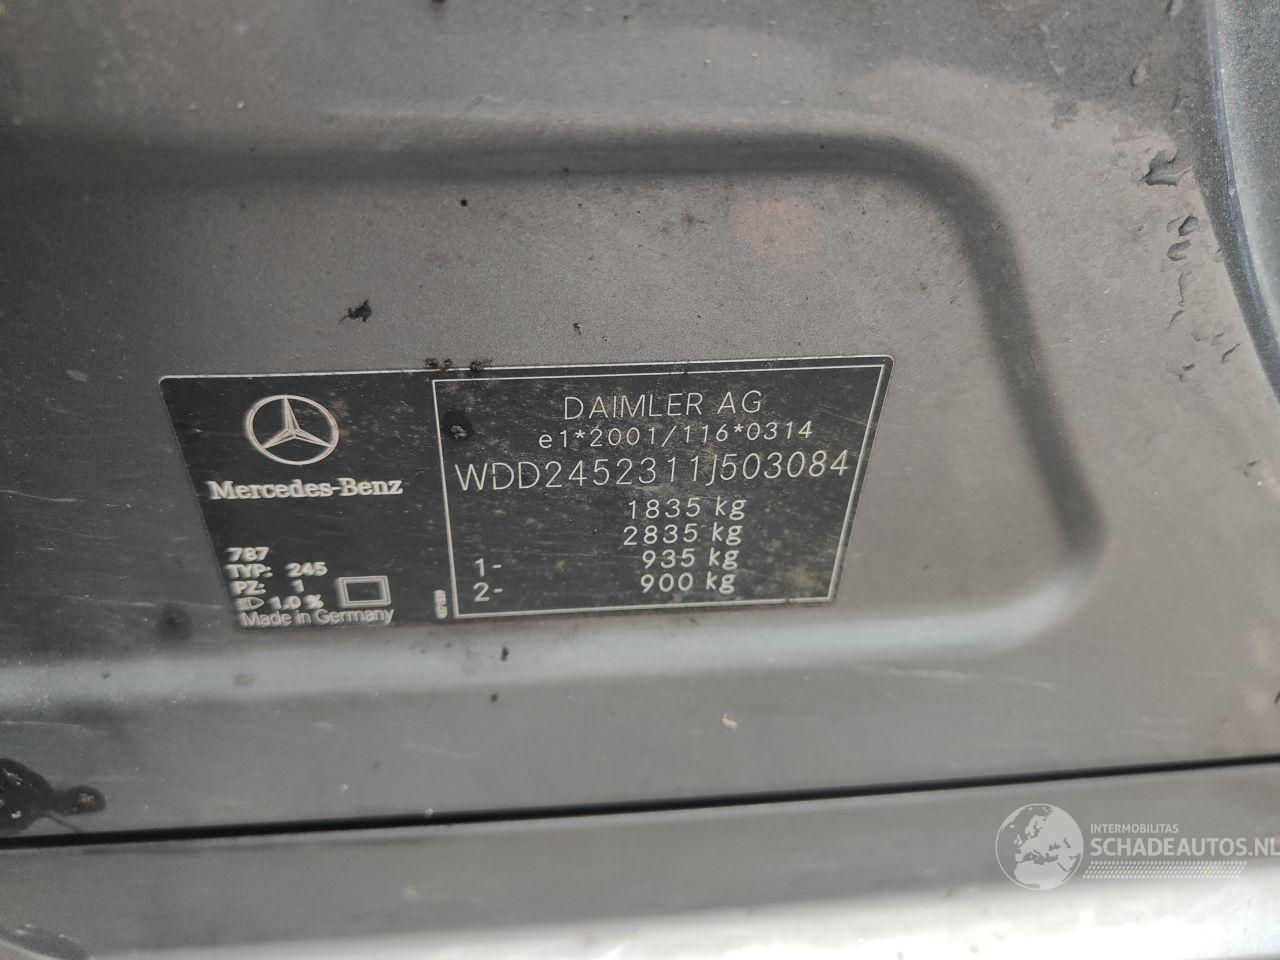 Mercedes-Benz
787
TYP: 245
PZ: 1
1.0 %
Made in Germany
DAIMLER AG
e1*2001/116*0314
WDD2452311J503084
1835 kg
2835 kg
1- 935 kg
2- 900 kg
INTERMOBILITAS
SCHADEAUTOS.NL